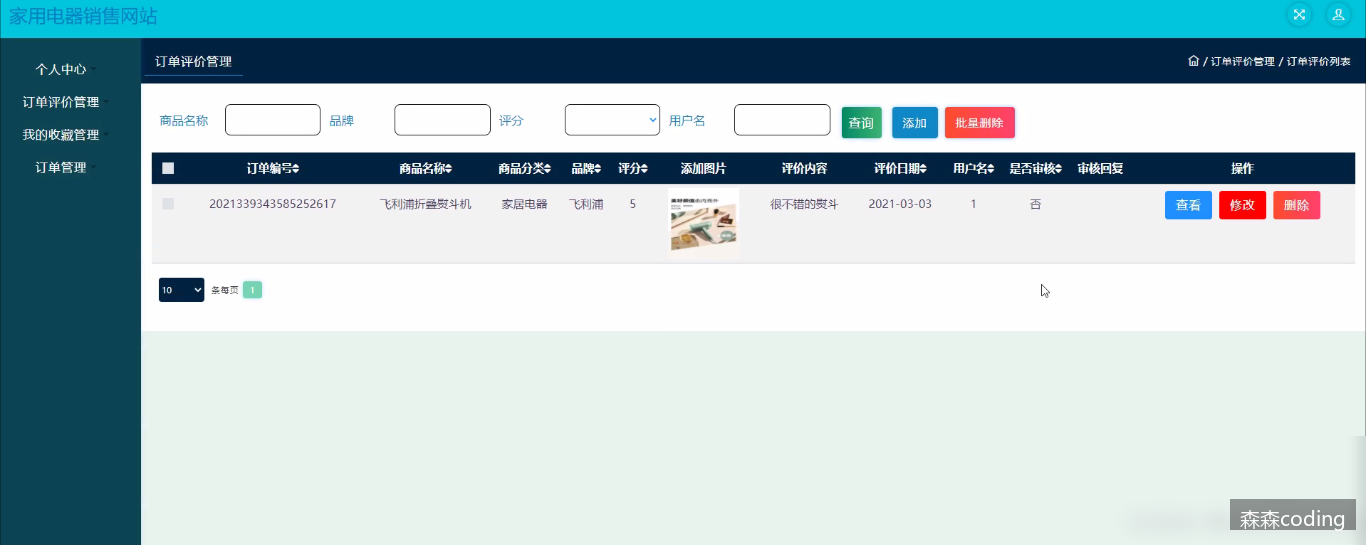 家用电器销售网站
个人中心
订单评价管理
我的收藏管理
订单管理
订单评价管理
/ 订单评价管理 / 订单评价列表
商品名称 品牌 评分 用户名 查询 添加 批量删除
订单编号 商品名称 商品分类 品牌 评分 添加图片 评价内容 评价日期 用户名 是否审核 审核回复 操作
2021339343585252617 飞利浦折叠熨斗机 家居电器 飞利浦 5 很不错的熨斗 2021-03-03 1 否 查看 修改 删除
10 条每页 1
森森coding